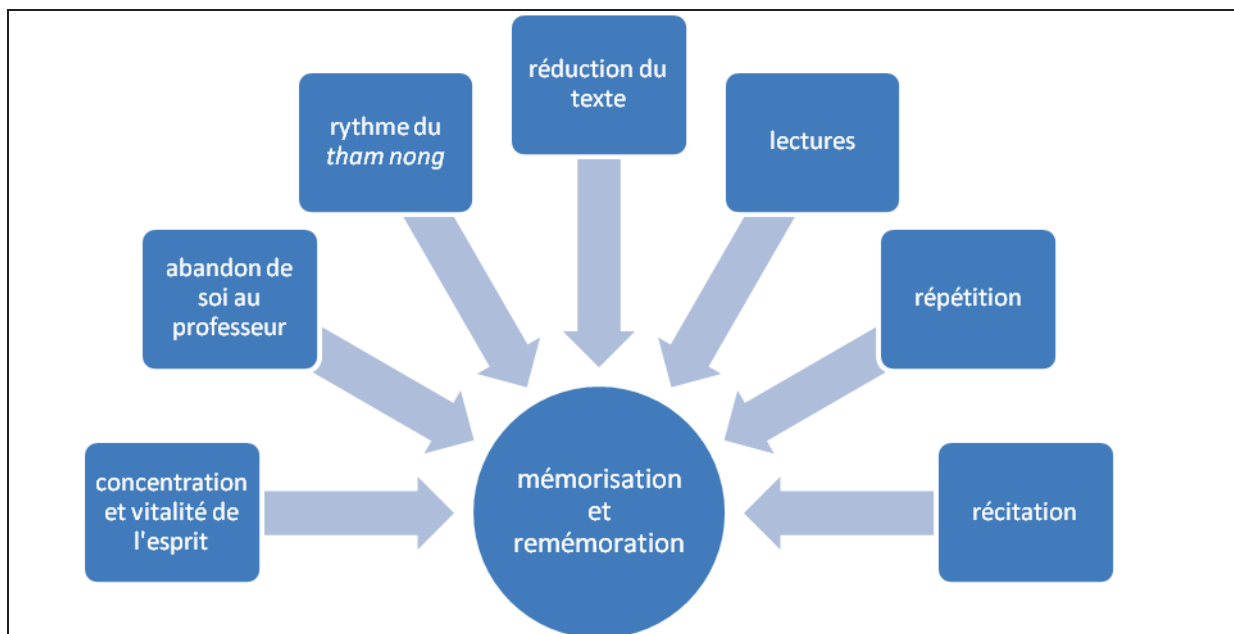 réduction du
texte
rythme du
tham nong
lectures
abandon de
soi au
professeur
répétition
concentration
et vitalité de
l'esprit
mémorisation
et
remémoration
récitation